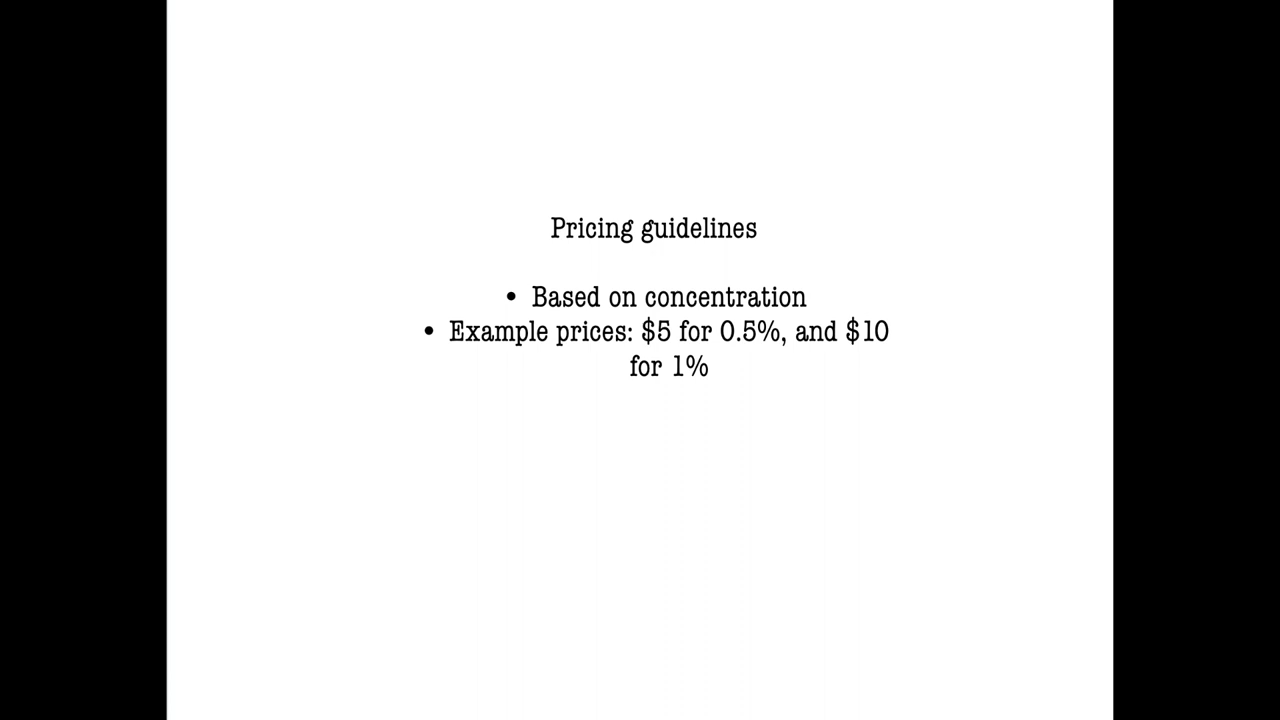 Pricing guidelines
• Based on concentration
• Example prices: $5 for 0.5%, and $10
for 1%